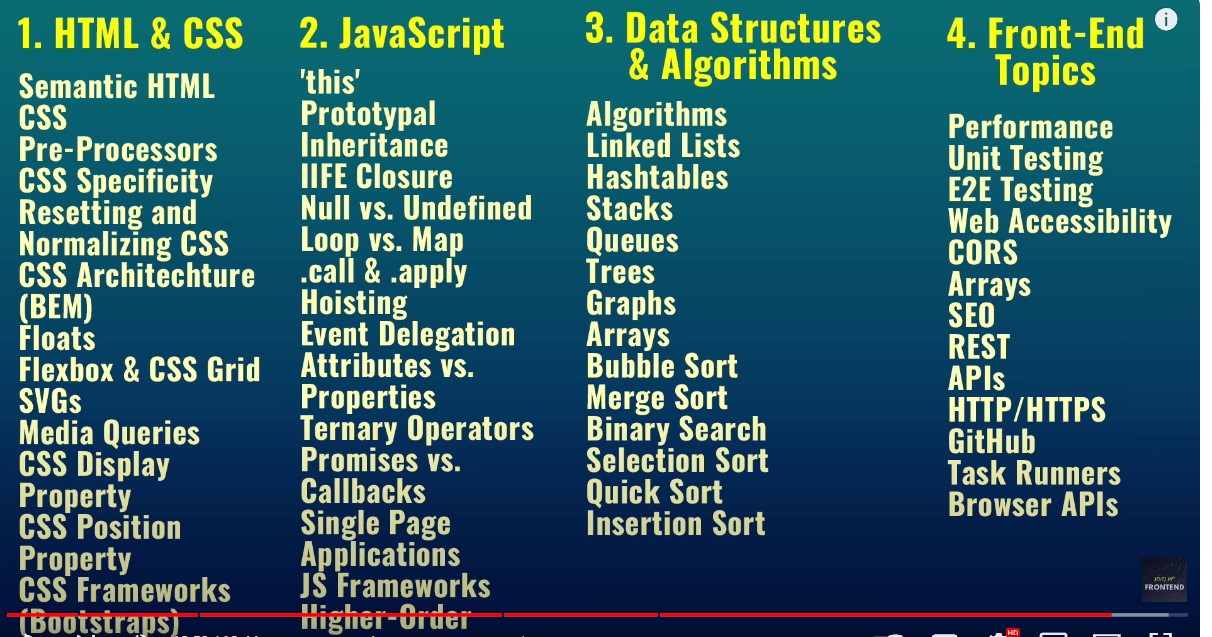 1. HTML & CSS
Semantic HTML
CSS
Pre-Processors
CSS Specificity
Resetting and
Normalizing CSS
CSS Architechture
(BEM)
Floats
Flexbox & CSS Grid
SVGs
Media Queries
CSS Display
Property
CSS Position
Property
CSS Frameworks
(Bootstraps)
2. JavaScript
'this'
Prototypal
Inheritance
IIFE Closure
Null vs. Undefined
Loop vs. Map
.call & .apply
Hoisting
Event Delegation
Attributes vs.
Properties
Ternary Operators
Promises vs.
Callbacks
Single Page
Applications
JS Frameworks
Higher-Order
3. Data Structures
& Algorithms
Algorithms
Linked Lists
Hashtables
Stacks
Queues
Trees
Graphs
Arrays
Bubble Sort
Merge Sort
Binary Search
Selection Sort
Quick Sort
Insertion Sort
4. Front-End
Topics
Performance
Unit Testing
E2E Testing
Web Accessibility
CORS
Arrays
SEO
REST
APIs
HTTP/HTTPS
GitHub
Task Runners
Browser APIs
i
LEVEL UP
FRONTEND
HD